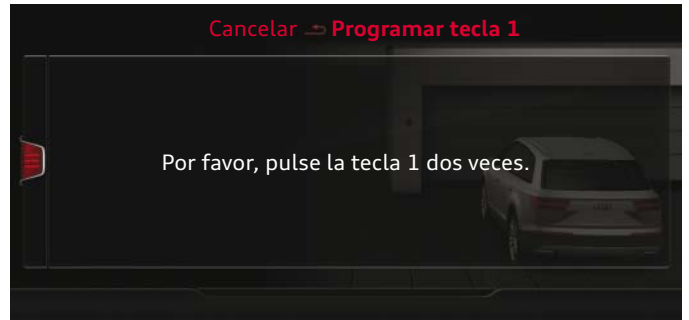 Cancelar Programar tecla 1
Por favor, pulse la tecla 1 dos veces.